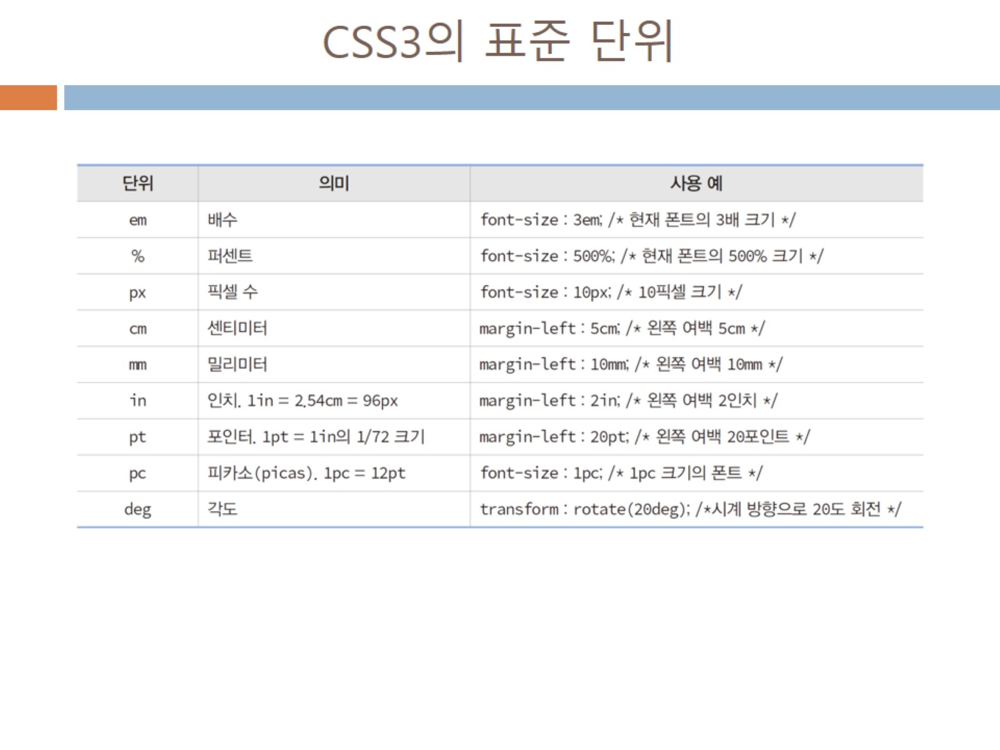 CSS3의 표준 단위
단위 의미 사용 예
em 배수 font-size : 3em; /* 현재 폰트의 3배 크기 */
% 퍼센트 font-size : 500%; /* 현재 폰트의 500% 크기 */
px 픽셀 수 font-size : 10px; /* 10픽셀 크기 */
cm 센티미터 margin-left : 5cm; /* 왼쪽 여백 5cm */
mm 밀리미터 margin-left : 10mm; /* 왼쪽 여백 10mm */
in 인치. 1in = 2.54cm = 96px margin-left : 2in; /* 왼쪽 여백 2인치 */
pt 포인터. 1pt = 1in의 1/72 크기 margin-left : 20pt; /* 왼쪽 여백 20포인트 */
pc 피카소(picas). 1pc = 12pt font-size : 1pc; /* 1pc 크기의 폰트 */
deg 각도 transform : rotate(20deg); /*시계 방향으로 20도 회전 */